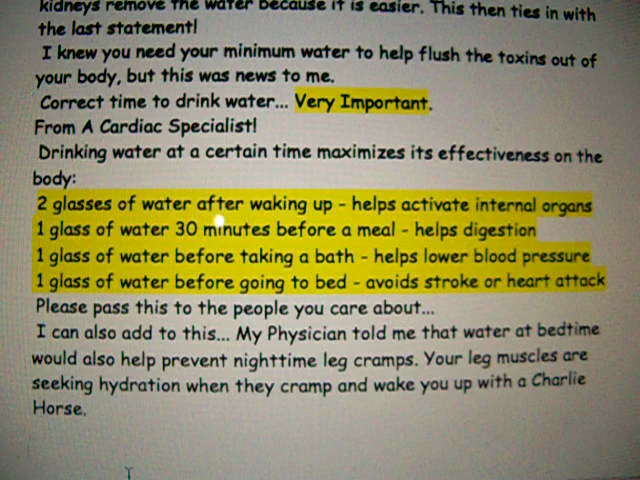 kidneys remove the water because it is easier. This then ties in with
the last statement!
I knew you need your minimum water to help flush the toxins out of
your body, but this was news to me.
Correct time to drink water... Very Important.
From A Cardiac Specialist!
Drinking water at a certain time maximizes its effectiveness on the
body:
2 glasses of water after waking up - helps activate internal organs
1 glass of water 30 minutes before a meal - helps digestion
1 glass of water before taking a bath - helps lower blood pressure
1 glass of water before going to bed - avoids stroke or heart attack
Please pass this to the people you care about...
I can also add to this... My Physician told me that water at bedtime
would also help prevent nighttime leg cramps. Your leg muscles are
seeking hydration when they cramp and wake you up with a Charlie
Horse.